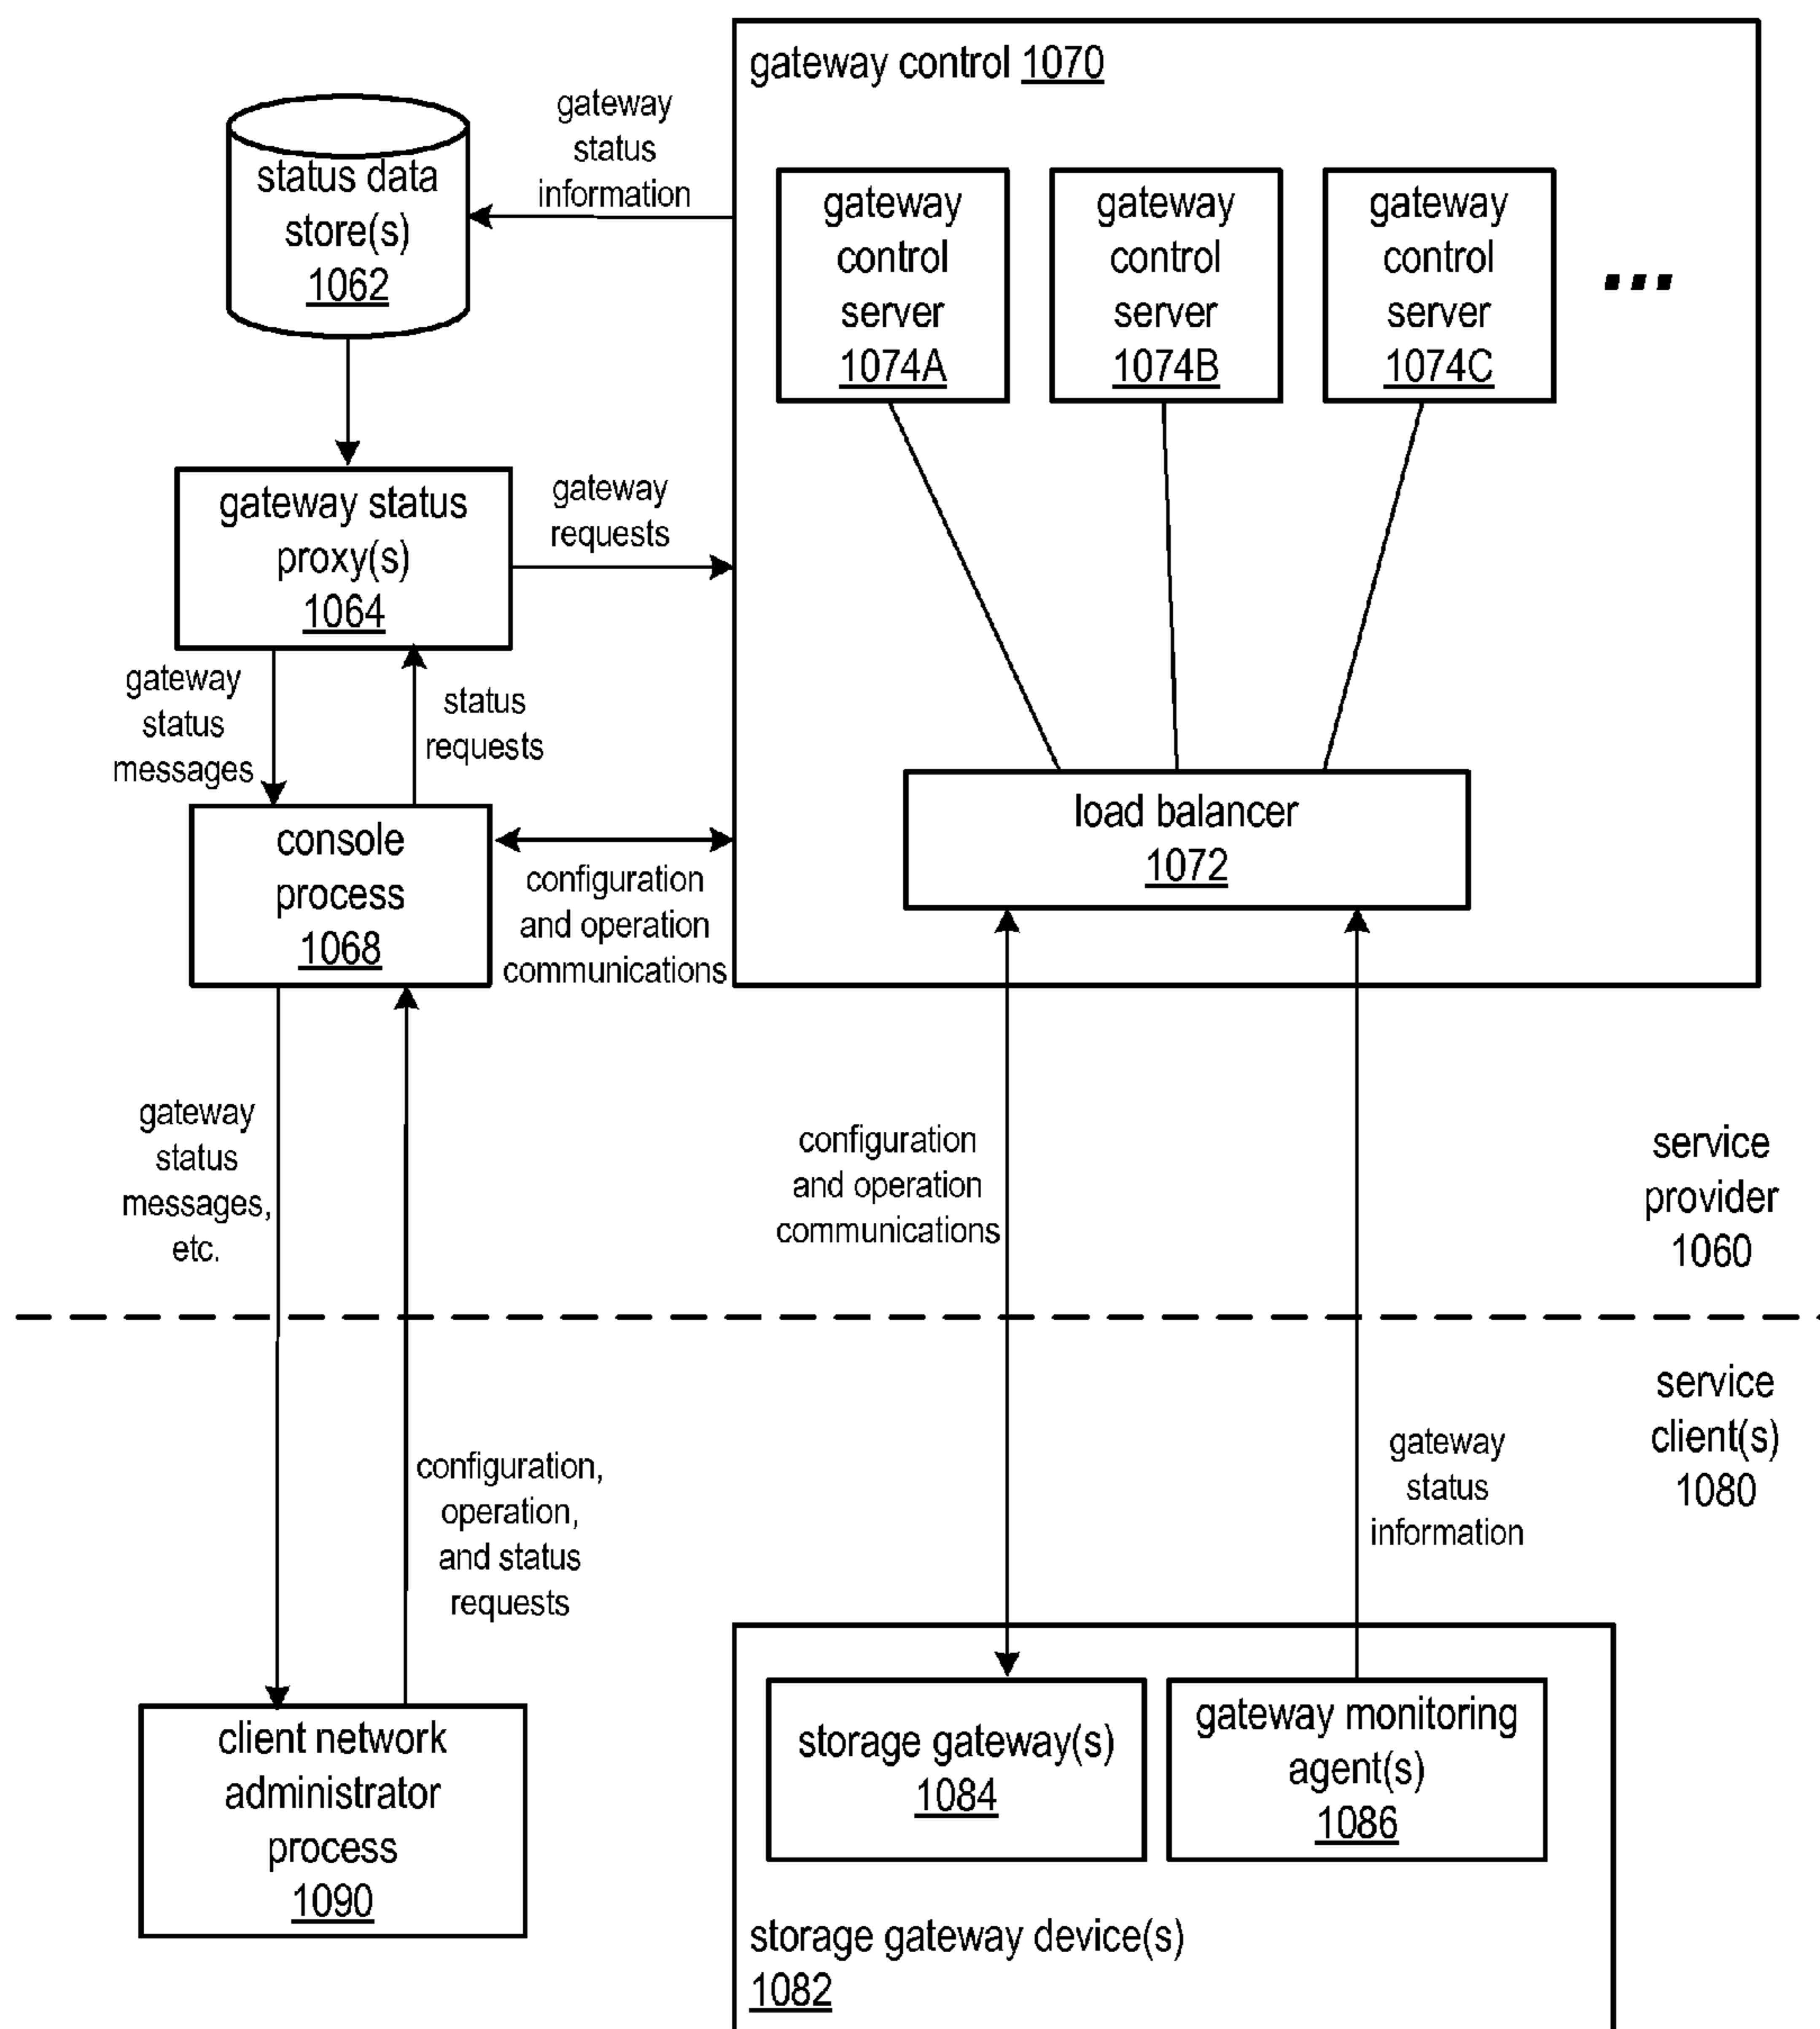 gateway control 1070
gateway
status
information
status data
store(s)
1062
gateway
control
server
1074A
gateway
control
server
1074B
gateway
control
server
1074C
...
gateway status
proxy(s)
1064
gateway
requests
gateway
status
messages
status
requests
console
process
1068
configuration
and operation
communications
load balancer
1072
gateway
status
messages,
etc.
configuration
and operation
communications
service
provider
1060
service
client(s)
1080
configuration,
operation,
and status
requests
gateway
status
information
client network
administrator
process
1090
storage gateway(s)
1084
gateway monitoring
agent(s)
1086
storage gateway device(s)
1082